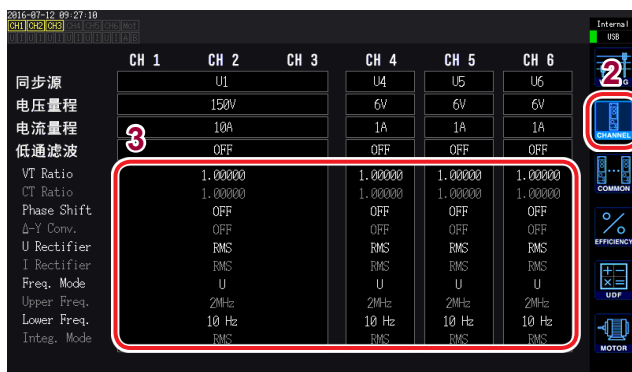 2016-07-12 09:27:10
CH1 CH2 CH3 CH4 CH5 CH6 Mot
U I U I U I U I U I U I A B
Internal
USB
CH 1 CH 2 CH 3 CH 4 CH 5 CH 6
2
同步源 U1 U4 U5 U6
电压量程 150V 6V 6V 6V
电流量程 10A 1A 1A 1A
CHANNEL
3
低通滤波 OFF OFF OFF OFF
VT Ratio 1.00000 1.00000 1.00000 1.00000
CT Ratio 1.00000 1.00000 1.00000 1.00000
COMMON
Phase Shift OFF OFF OFF OFF
Δ-Y Conv. OFF OFF OFF OFF
U Rectifier RMS RMS RMS RMS
EFFICIENCY
I Rectifier RMS RMS RMS RMS
Freq. Mode U U U U
UDF
Upper Freq. 2MHz 2MHz 2MHz 2MHz
Lower Freq. 10 Hz 10 Hz 10 Hz 10 Hz
Integ. Mode RMS RMS RMS RMS
MOTOR